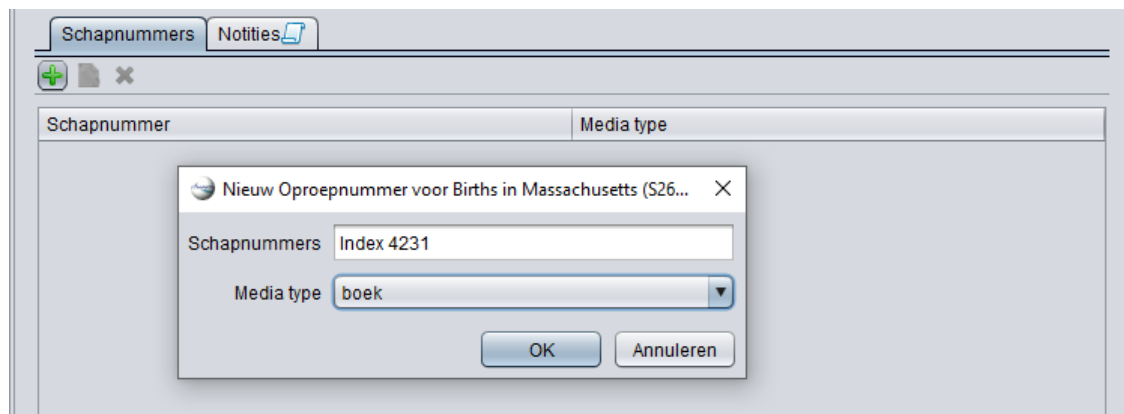 Schapnummers Notities
Schapnummer Media type
Nieuw Oproepnummer voor Births in Massachusetts (S26...
Schapnummers Index 4231
Media type boek
OK Annuleren